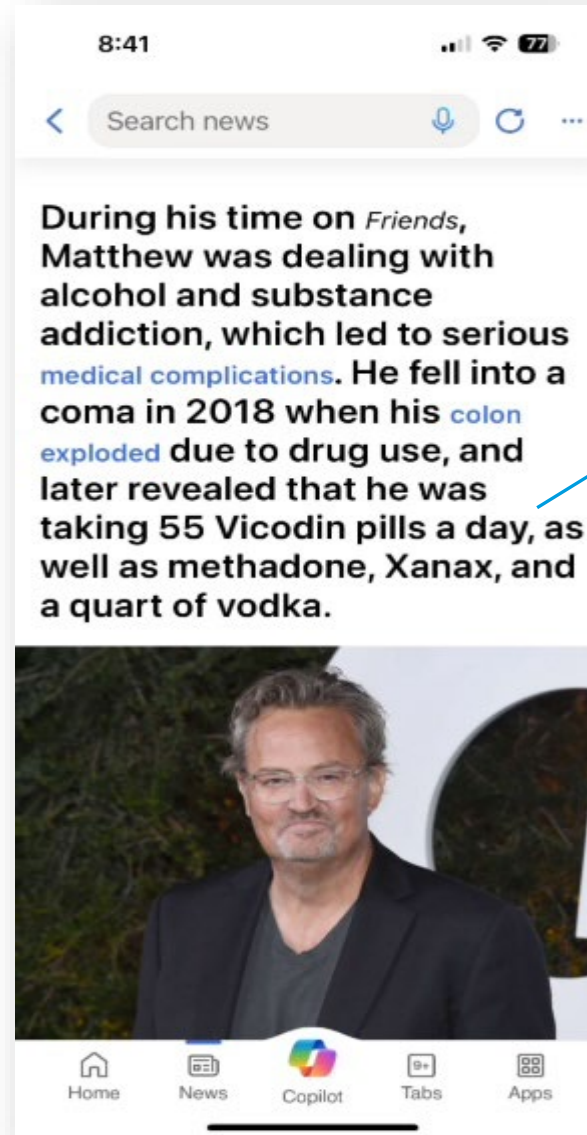 8:41
77
Search news
During his time on Friends,
Matthew was dealing with
alcohol and substance
addiction, which led to serious
medical complications. He fell into a
coma in 2018 when his colon
exploded due to drug use, and
later revealed that he was
taking 55 Vicodin pills a day, as
well as methadone, Xanax, and
a quart of vodka.
9+
Home News Copilot Tabs Apps